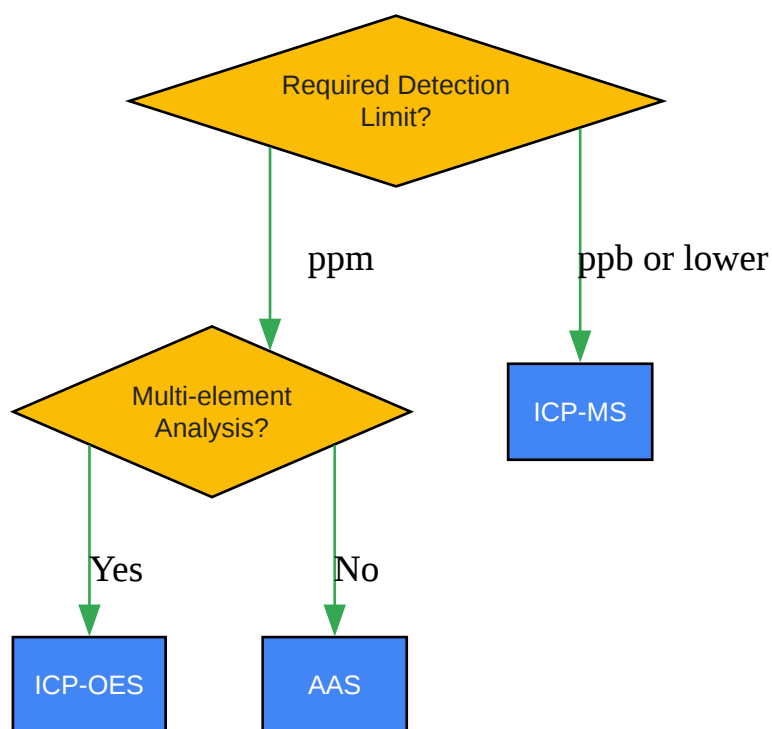 Required Detection
Limit?
ppm
ppb or lower
Multi-element
Analysis?
ICP-MS
Yes
No
ICP-OES
AAS